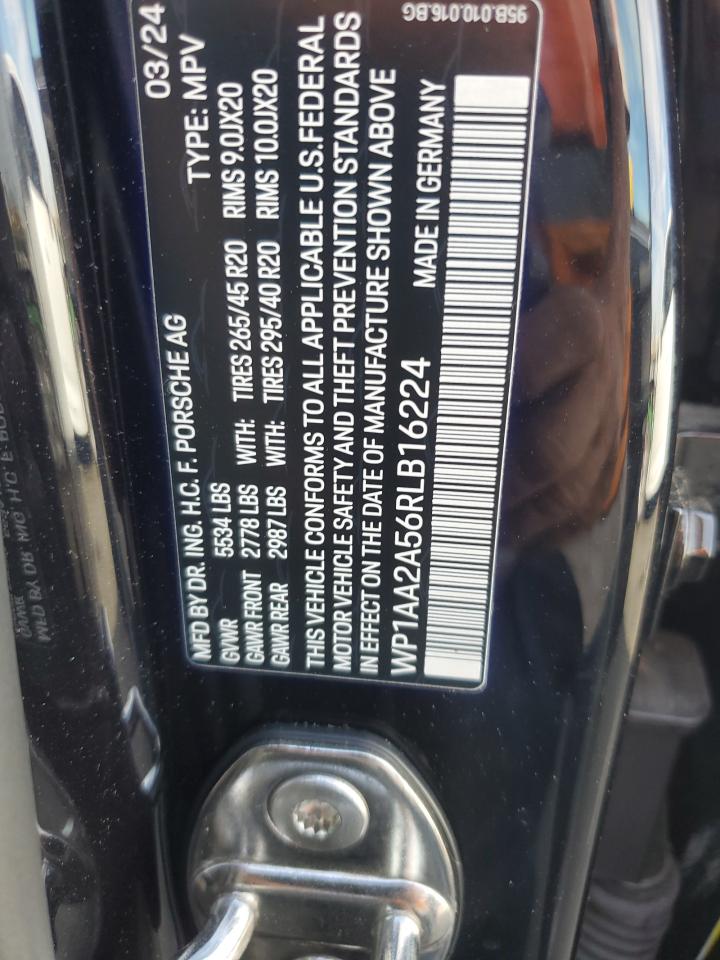 MFD BY DR. ING. H.C. F. PORSCHE AG 03/24
GVWR 5534 LBS TYPE: MPV
GAWR FRONT 2778 LBS WITH: TIRES 265/45 R20 RIMS 9.0JX20
GAWR REAR 2987 LBS WITH: TIRES 295/40 R20 RIMS 10.0JX20
THIS VEHICLE CONFORMS TO ALL APPLICABLE U.S.FEDERAL
MOTOR VEHICLE SAFETY AND THEFT PREVENTION STANDARDS
IN EFFECT ON THE DATE OF MANUFACTURE SHOWN ABOVE
WP1AA2A56RLB16224 MADE IN GERMANY
95B.010.016.BG